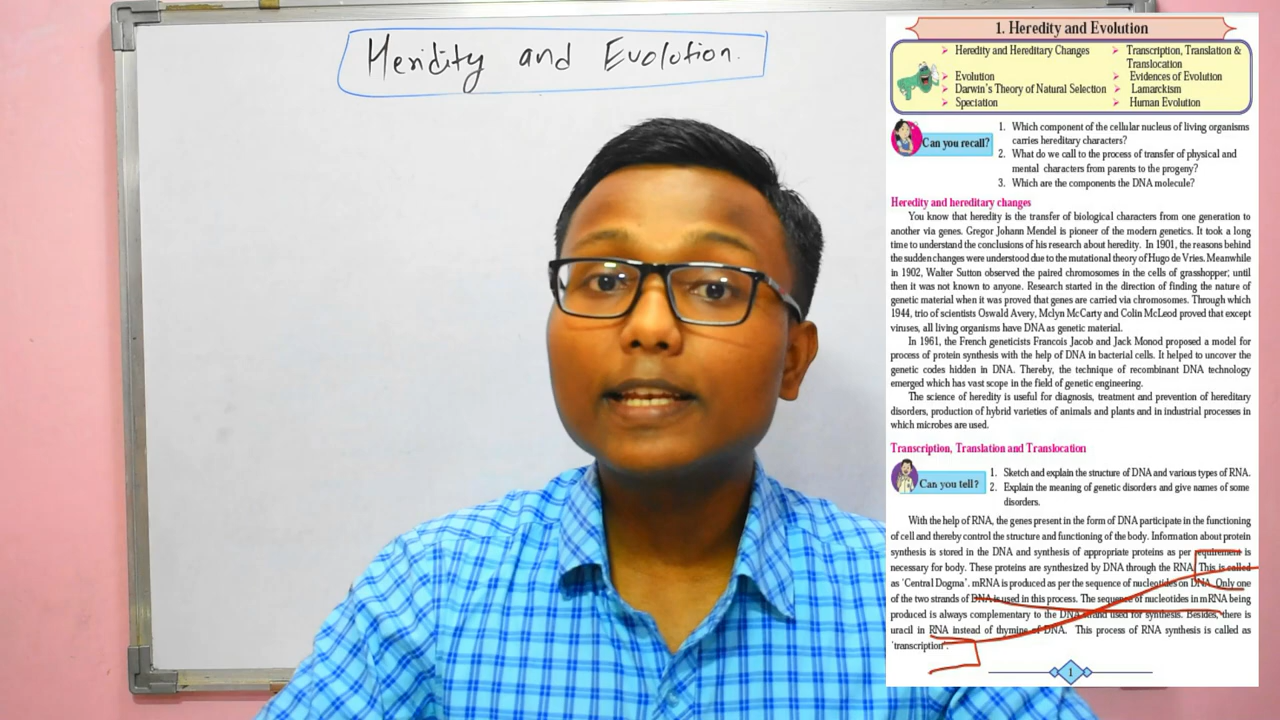 Heridity and Evolution.
1. Heredity and Evolution
➢ Heredity and Hereditary Changes
➢ Evolution
➢ Darwin's Theory of Natural Selection
➢ Speciation
➢ Transcription, Translation &
Translocation
➢ Evidences of Evolution
➢ Lamarckism
➢ Human Evolution
Can you recall?
1. Which component of the cellular nucleus of living organisms
carries hereditary characters?
2. What do we call to the process of transfer of physical and
mental characters from parents to the progeny?
3. Which are the components the DNA molecule?
Heredity and hereditary changes
You know that heredity is the transfer of biological characters from one generation to
another via genes. Gregor Johann Mendel is pioneer of the modern genetics. It took a long
time to understand the conclusions of his research about heredity. In 1901, the reasons behind
the sudden changes were understood due to the mutational theory of Hugo de Vries. Meanwhile
in 1902, Walter Sutton observed the paired chromosomes in the cells of grasshopper; until
then it was not known to anyone. Research started in the direction of finding the nature of
genetic material when it was proved that genes are carried via chromosomes. Through which
1944, trio of scientists Oswald Avery, Mclyn McCarty and Colin McLeod proved that except
viruses, all living organisms have DNA as genetic material.
In 1961, the French geneticists Francois Jacob and Jack Monod proposed a model for
process of protein synthesis with the help of DNA in bacterial cells. It helped to uncover the
genetic codes hidden in DNA. Thereby, the technique of recombinant DNA technology
emerged which has vast scope in the field of genetic engineering.
The science of heredity is useful for diagnosis, treatment and prevention of hereditary
disorders, production of hybrid varieties of animals and plants and in industrial processes in
which microbes are used.
Transcription, Translation and Translocation
Can you tell?
1. Sketch and explain the structure of DNA and various types of RNA.
2. Explain the meaning of genetic disorders and give names of some
disorders.
With the help of RNA, the genes present in the form of DNA participate in the functioning
of cell and thereby control the structure and functioning of the body. Information about protein
synthesis is stored in the DNA and synthesis of appropriate proteins as per requirement is
necessary for body. These proteins are synthesized by DNA through the RNA. This is called
as 'Central Dogma'. mRNA is produced as per the sequence of nucleotides on DNA. Only one
of the two strands of DNA is used in this process. The sequence of nucleotides in mRNA being
produced is always complementary to the DNA strand used for synthesis. Besides, there is
uracil in RNA instead of thymine of DNA. This process of RNA synthesis is called as
'transcription'.
1